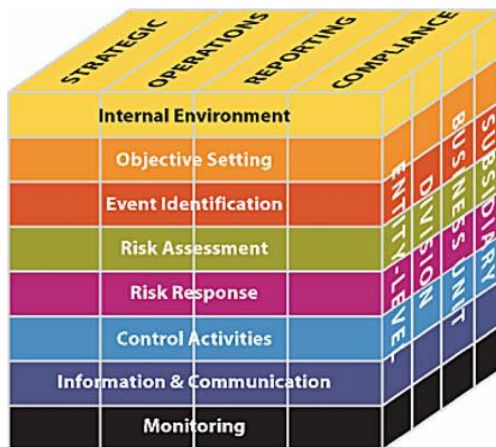 STRATEGIC
OPERATIONS
REPORTING
COMPLIANCE
Internal Environment
Objective Setting
Event Identification
Risk Assessment
Risk Response
Control Activities
Information & Communication
Monitoring
ENTITY-LEVEL
DIVISION
BUSINESS UNIT
SUBSIDIARY